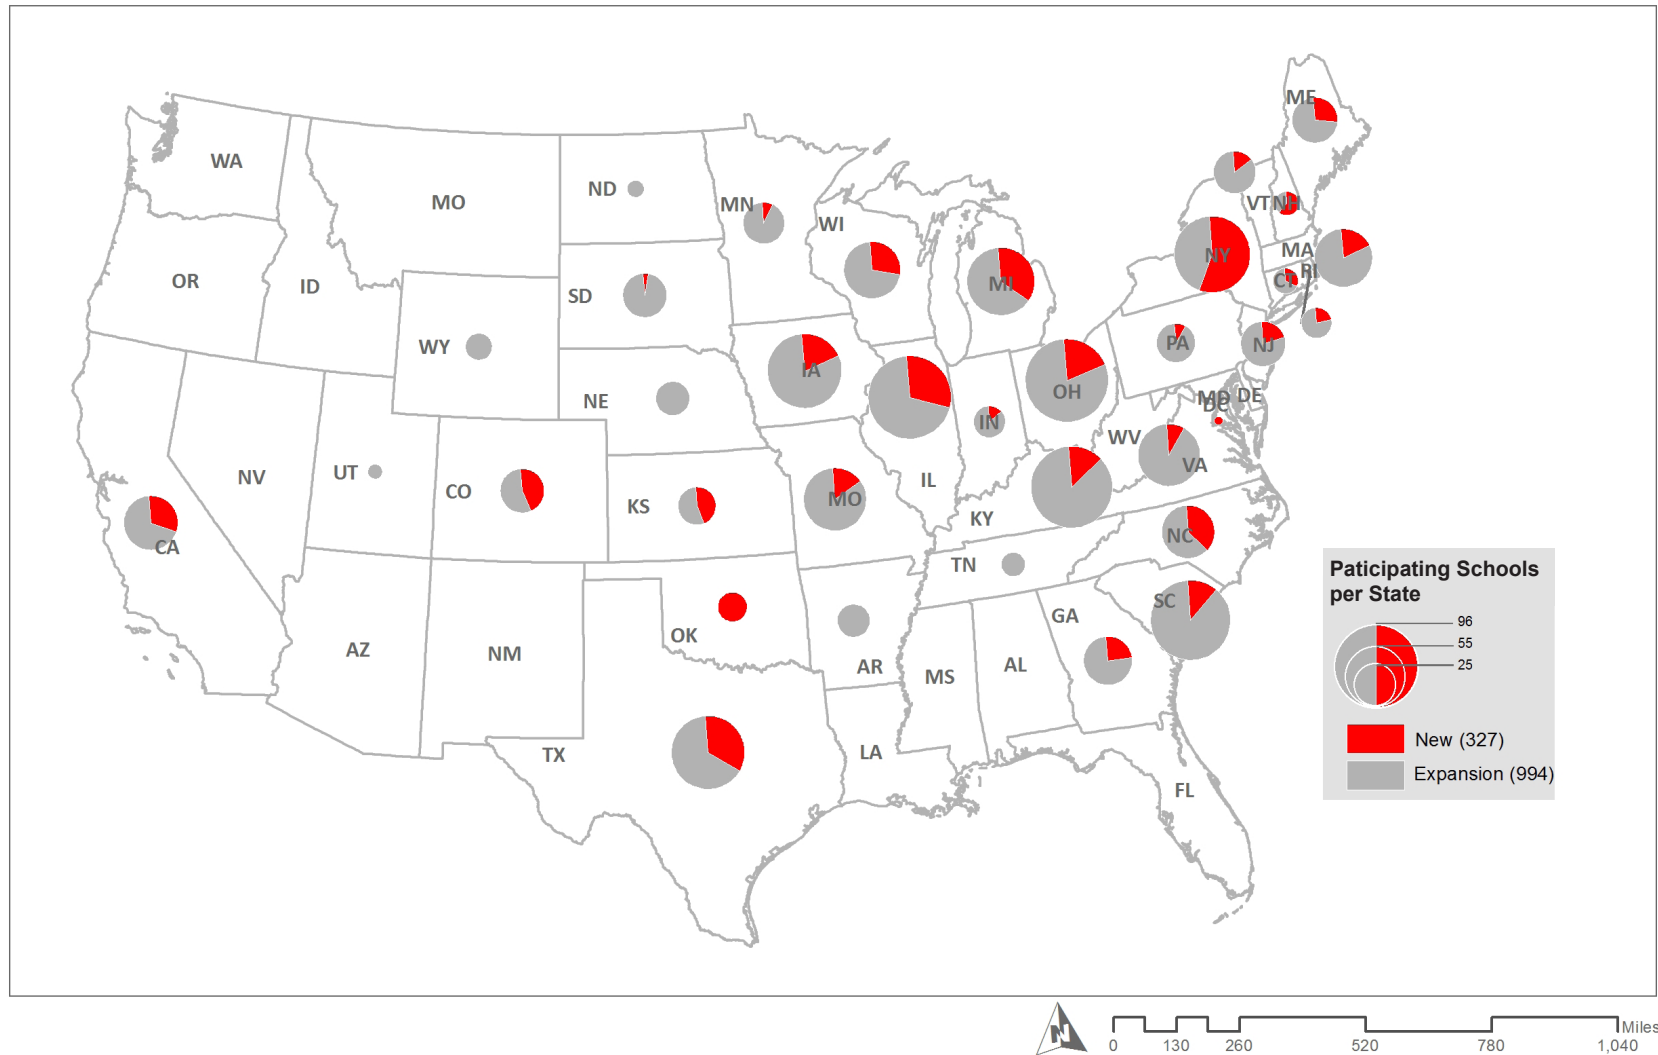 ME
WA
MN
ND
MO
VT
NH
WI
MA
NY
RI
OR
ID
MI
CT
SD
WY
PA
NJ
IA
NE
OH
MD
DE
DC
IN
WV
VA
UT
NV
CO
IL
KS
MO
KY
CA
NC
TN
SC
GA
OK
AZ
NM
AR
MS
AL
TX
LA
FL
Paticipating Schools
per State
96
55
25
New (327)
Expansion (994)
N
Miles
0 130 260 520 780 1,040